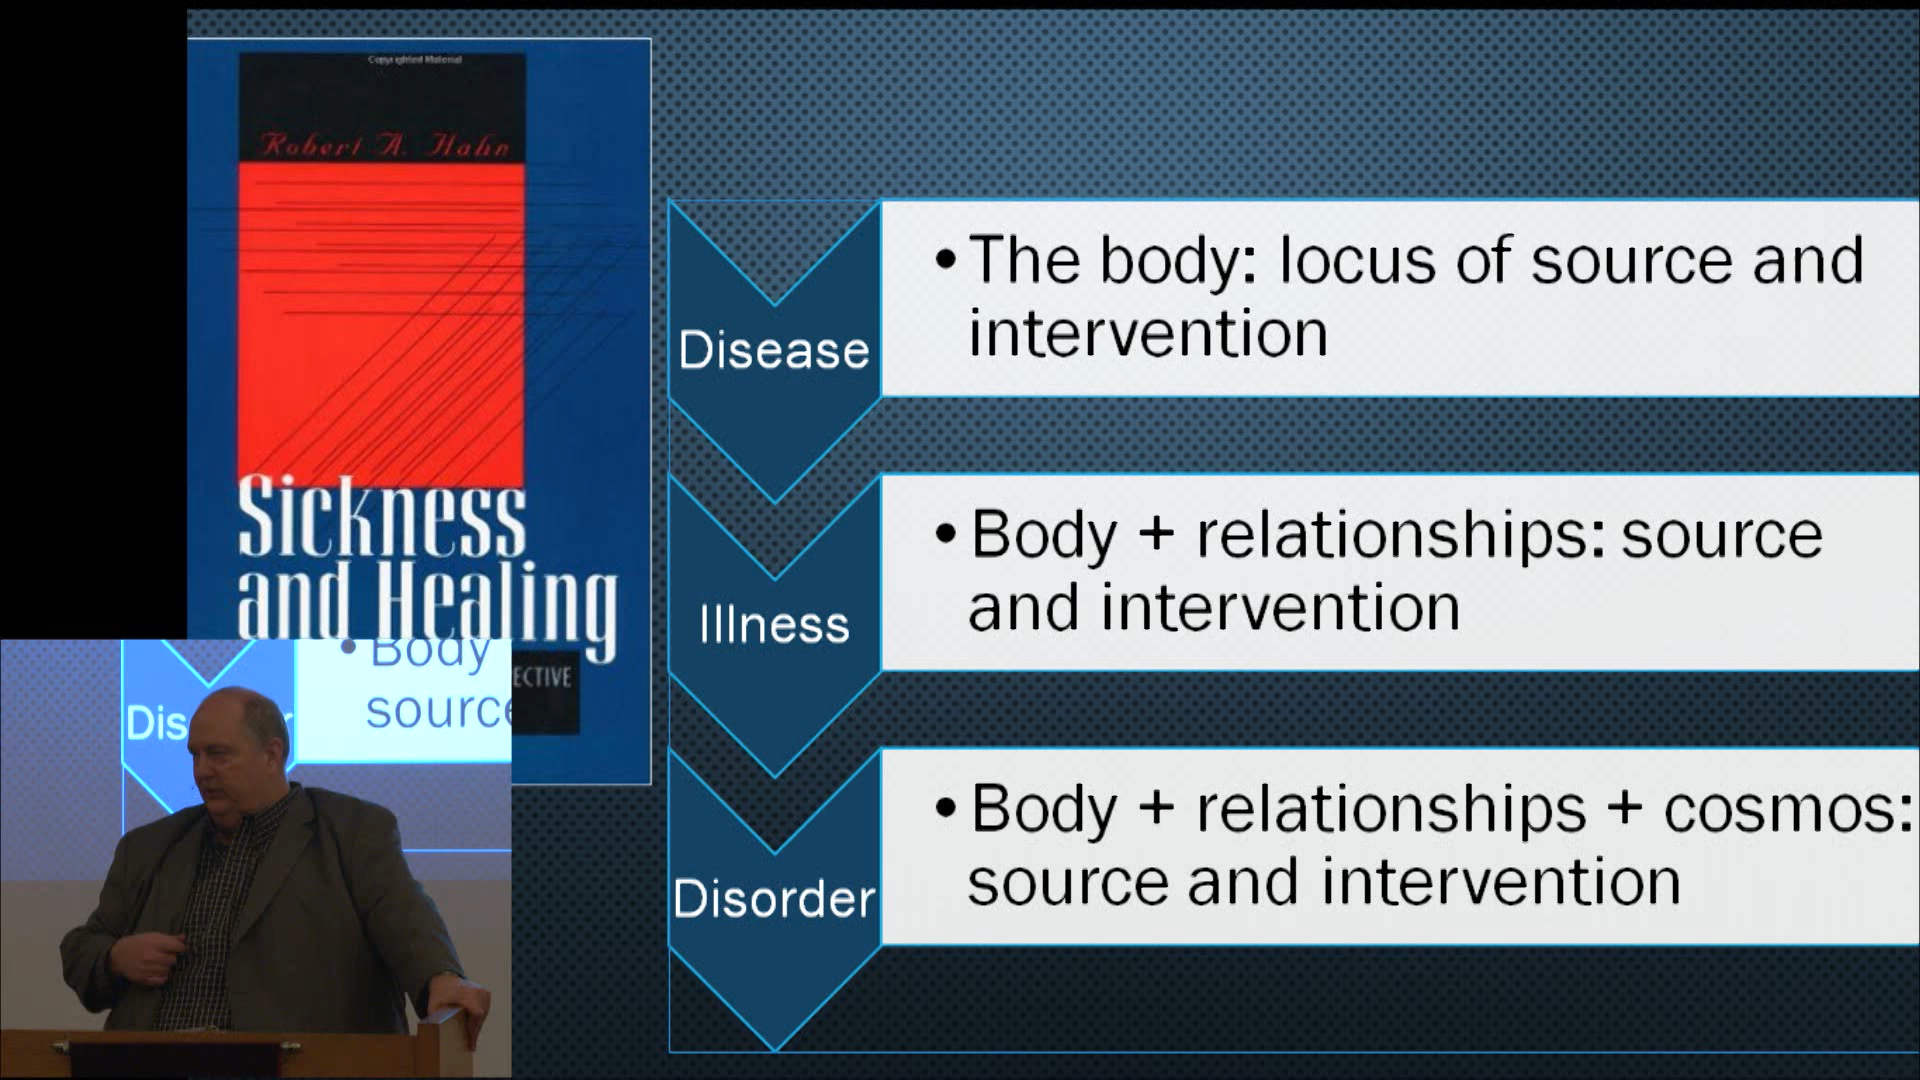 Copyrighted Material
Robert A. Hahn
Sickness
and Healing
ECTIVE
Disease
• The body: locus of source and
intervention
Illness
• Body + relationships: source
and intervention
Disorder
• Body + relationships + cosmos:
source and intervention
• Body
source
Dis r